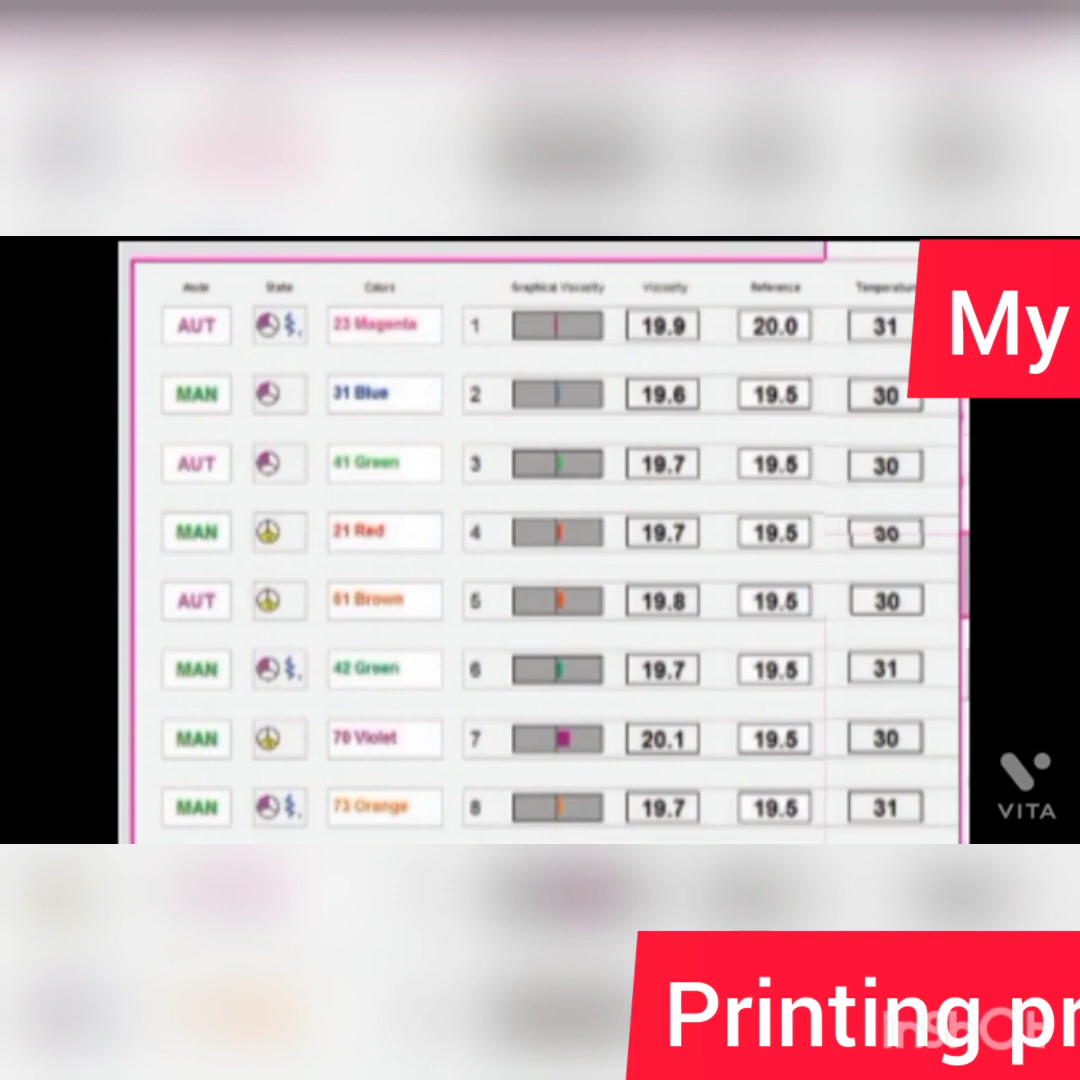 My
Mode State Colors Graphical Viscosity Viscosity Reference Temperature
AUT 23 Magenta 1 19.9 20.0 31
MAN 31 Blue 2 19.6 19.5 30
AUT 41 Green 3 19.7 19.5 30
MAN 21 Red 4 19.7 19.5 30
AUT 61 Brown 5 19.8 19.5 30
MAN 42 Green 6 19.7 19.5 31
MAN 70 Violet 7 20.1 19.5 30
MAN 73 Orange 8 19.7 19.5 31
VITA
Printing pr
InShOt